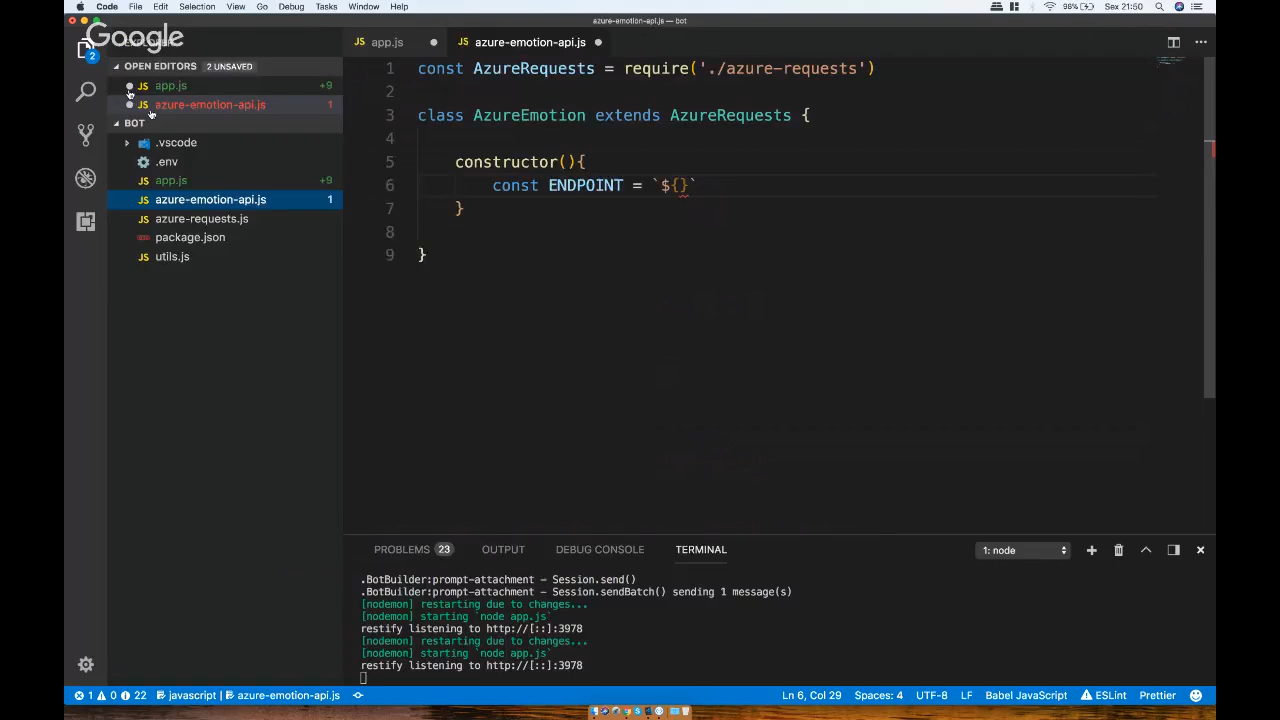 Code File Edit Selection View Go Debug Tasks Window Help 98% Sex 21:50
azure-emotion-api.js — bot
Google
app.js azure-emotion-api.js
2
OPEN EDITORS 2 UNSAVED
JS app.js +9
JS azure-emotion-api.js 1
BOT
.vscode
.env
JS app.js +9
JS azure-emotion-api.js 1
JS azure-requests.js
package.json
JS utils.js
1 const AzureRequests = require('./azure-requests')
2
3 class AzureEmotion extends AzureRequests {
4
5 constructor(){
6 const ENDPOINT = `${}`
7 }
8
9 }
PROBLEMS 23 OUTPUT DEBUG CONSOLE TERMINAL 1: node
.BotBuilder:prompt-attachment - Session.send()
.BotBuilder:prompt-attachment - Session.sendBatch() sending 1 message(s)
[nodemon] restarting due to changes...
[nodemon] starting `node app.js`
restify listening to http://[::]:3978
[nodemon] restarting due to changes...
[nodemon] starting `node app.js`
restify listening to http://[::]:3978
1 0 22 javascript | azure-emotion-api.js Ln 6, Col 29 Spaces: 4 UTF-8 LF Babel JavaScript ESLint Prettier